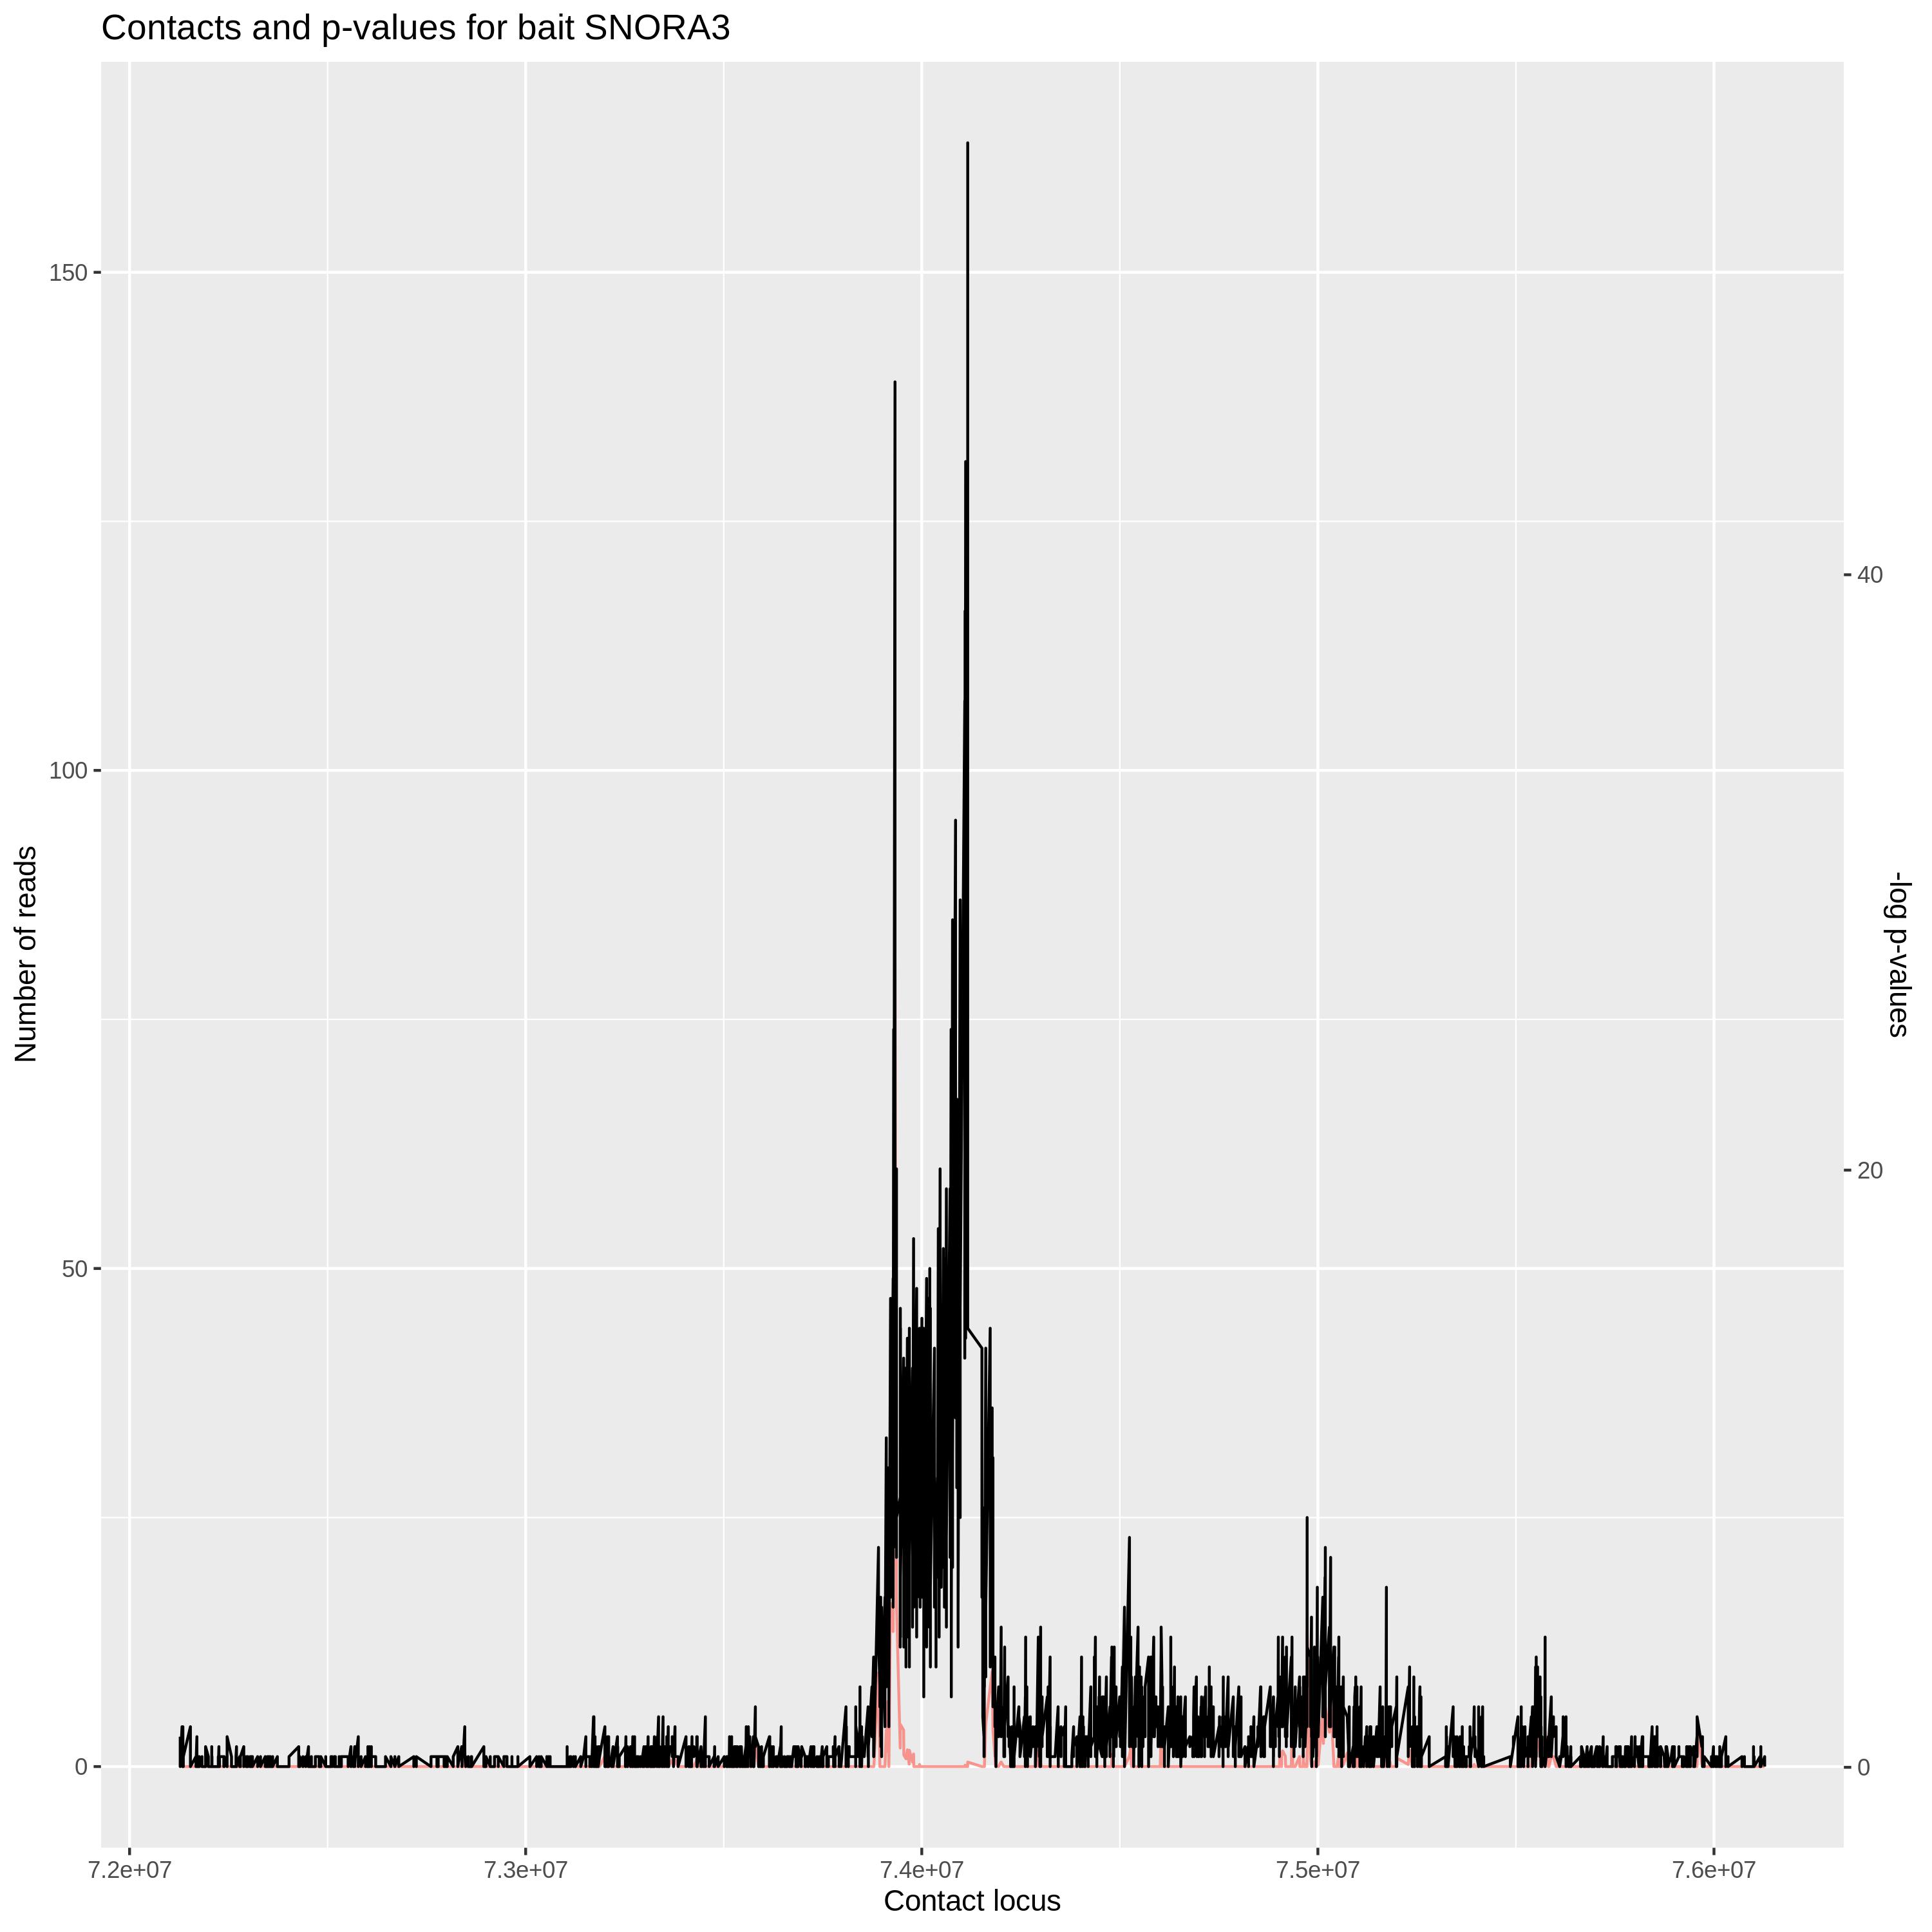 Contacts and p-values for bait SNORA3
150
100
50
0
Number of reads
40
20
0
-log p-values
7.2e+07 7.3e+07 7.4e+07 7.5e+07 7.6e+07
Contact locus